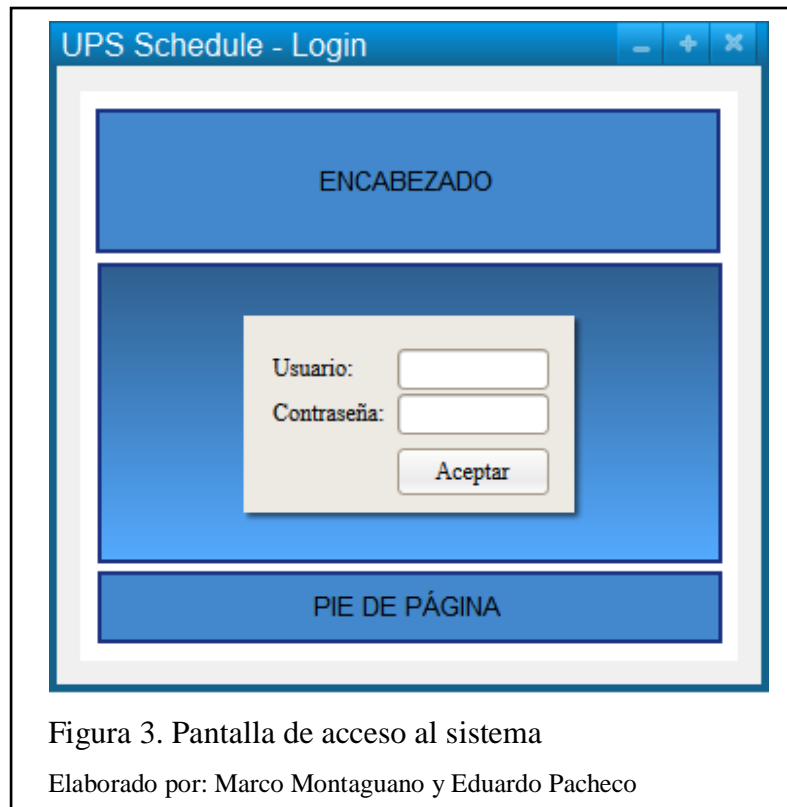 UPS Schedule - Login
ENCABEZADO
Usuario:
Contraseña:
Aceptar
PIE DE PÁGINA
Figura 3. Pantalla de acceso al sistema
Elaborado por: Marco Montaguano y Eduardo Pacheco